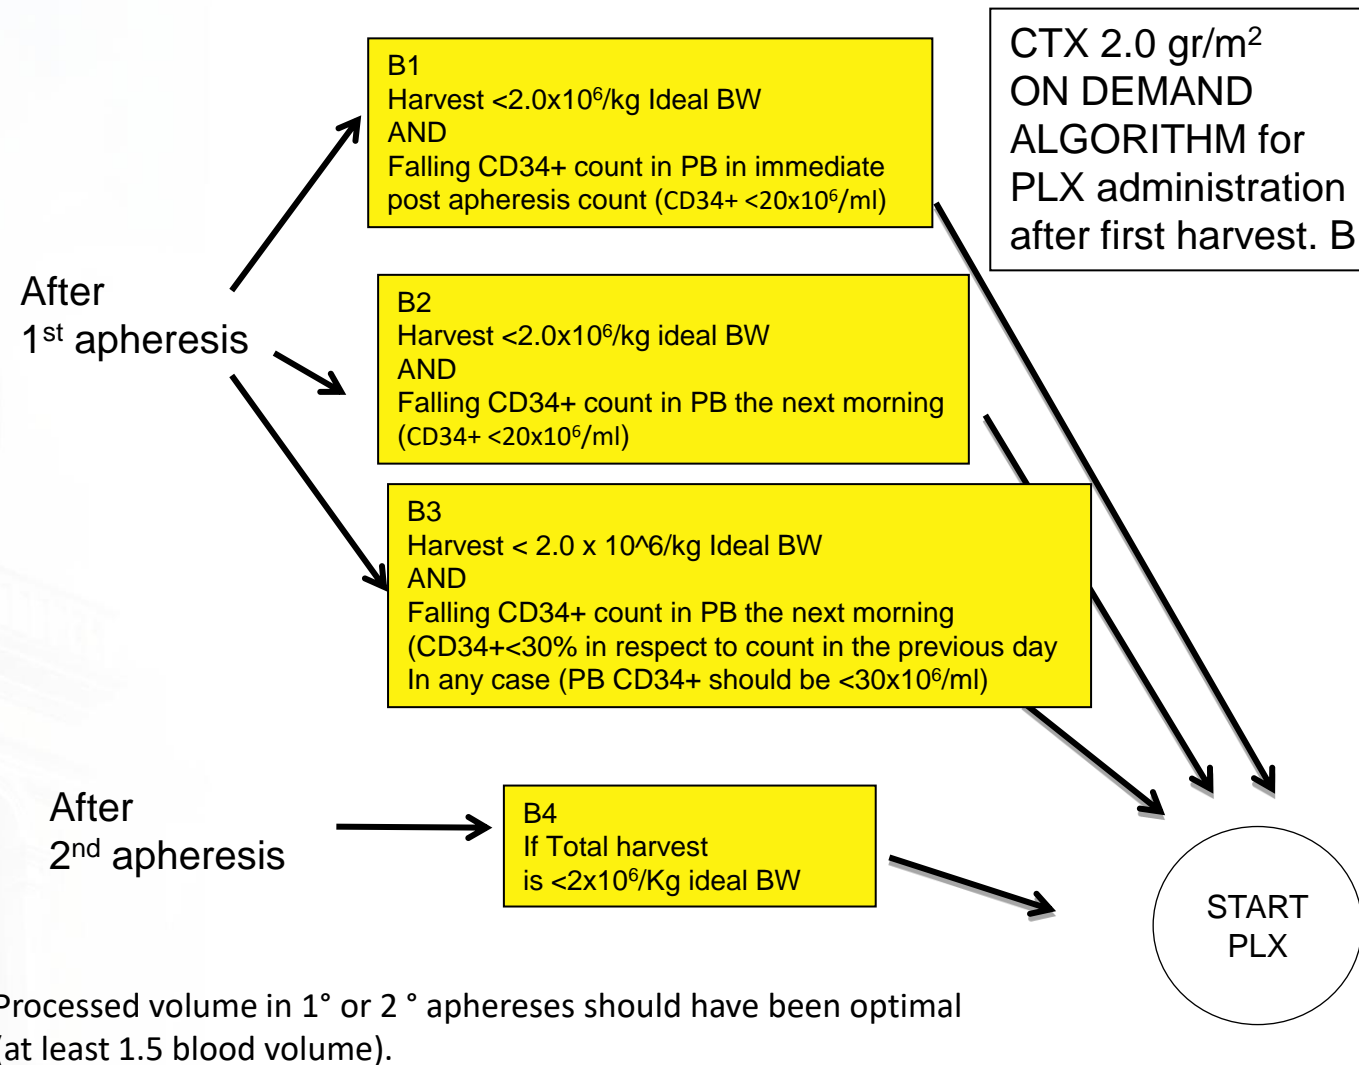 CTX 2.0 gr/m²
ON DEMAND
ALGORITHM for
PLX administration
after first harvest. B
B1
Harvest <2.0x10⁶/kg Ideal BW
AND
Falling CD34+ count in PB in immediate
post apheresis count (CD34+ <20x10⁶/ml)
After
1ˢᵗ apheresis
B2
Harvest <2.0x10⁶/kg ideal BW
AND
Falling CD34+ count in PB the next morning
(CD34+ <20x10⁶/ml)
B3
Harvest < 2.0 x 10^6/kg Ideal BW
AND
Falling CD34+ count in PB the next morning
(CD34+<30% in respect to count in the previous day
In any case (PB CD34+ should be <30x10⁶/ml)
After
2ⁿᵈ apheresis
B4
If Total harvest
is <2x10⁶/Kg ideal BW
START
PLX
Processed volume in 1° or 2 ° aphereses should have been optimal
(at least 1.5 blood volume).